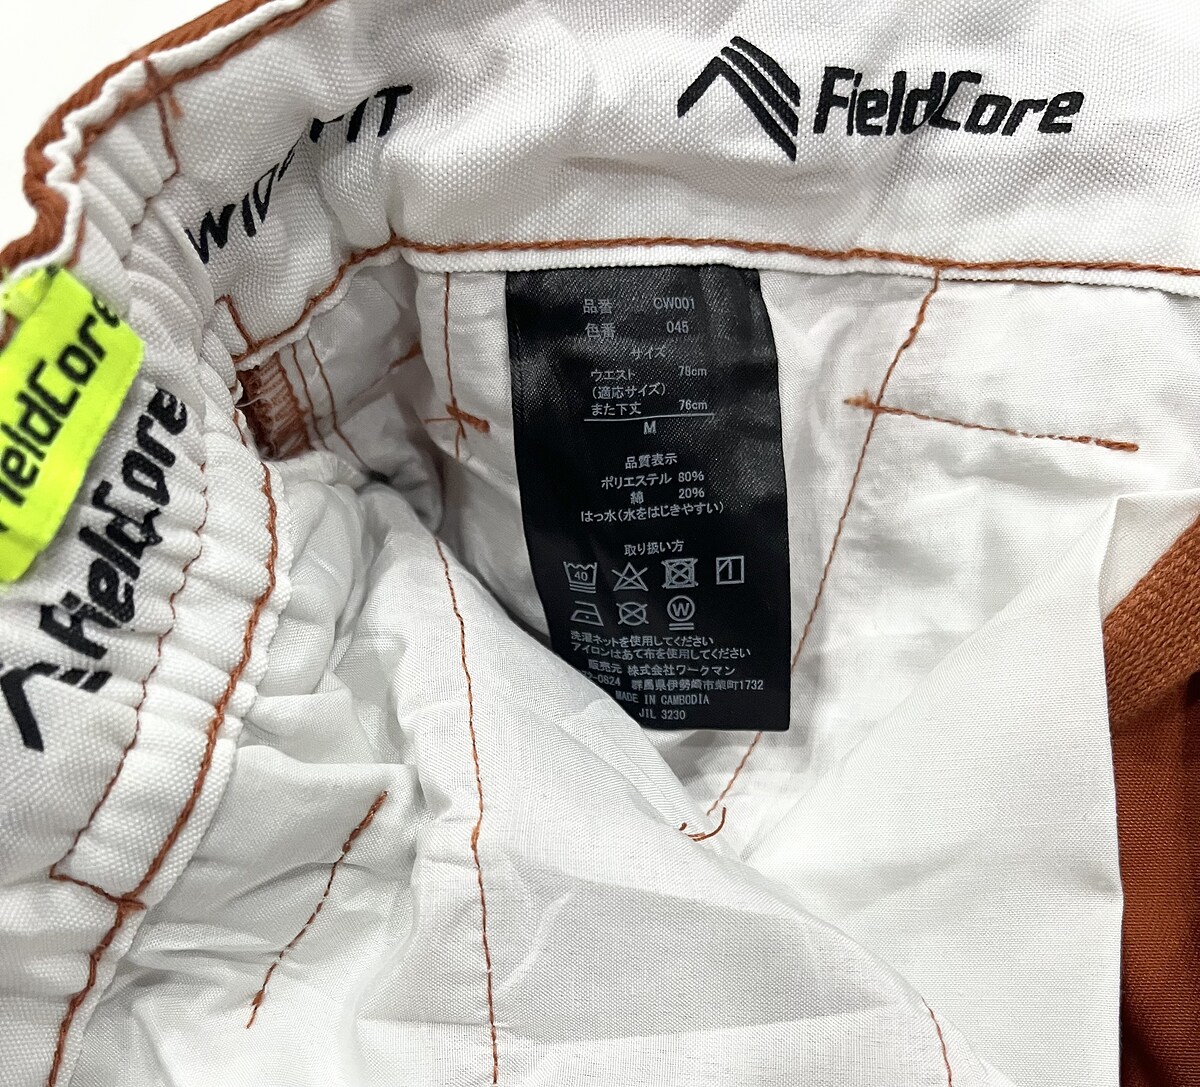 FieldCore
WIDE FIT
FieldCore
FieldCore
品番 CW001
色番 045
サイズ
ウエスト 78cm
(適応サイズ)
また下丈 76cm
M
品質表示
ポリエステル 80%
綿 20%
はっ水(水をはじきやすい)
取り扱い方
40
W
洗濯ネットを使用してください
アイロンはあて布を使用してください
販売元 株式会社ワークマン
群馬県伊勢崎市柴町1732
MADE IN CAMBODIA
JIL 3230